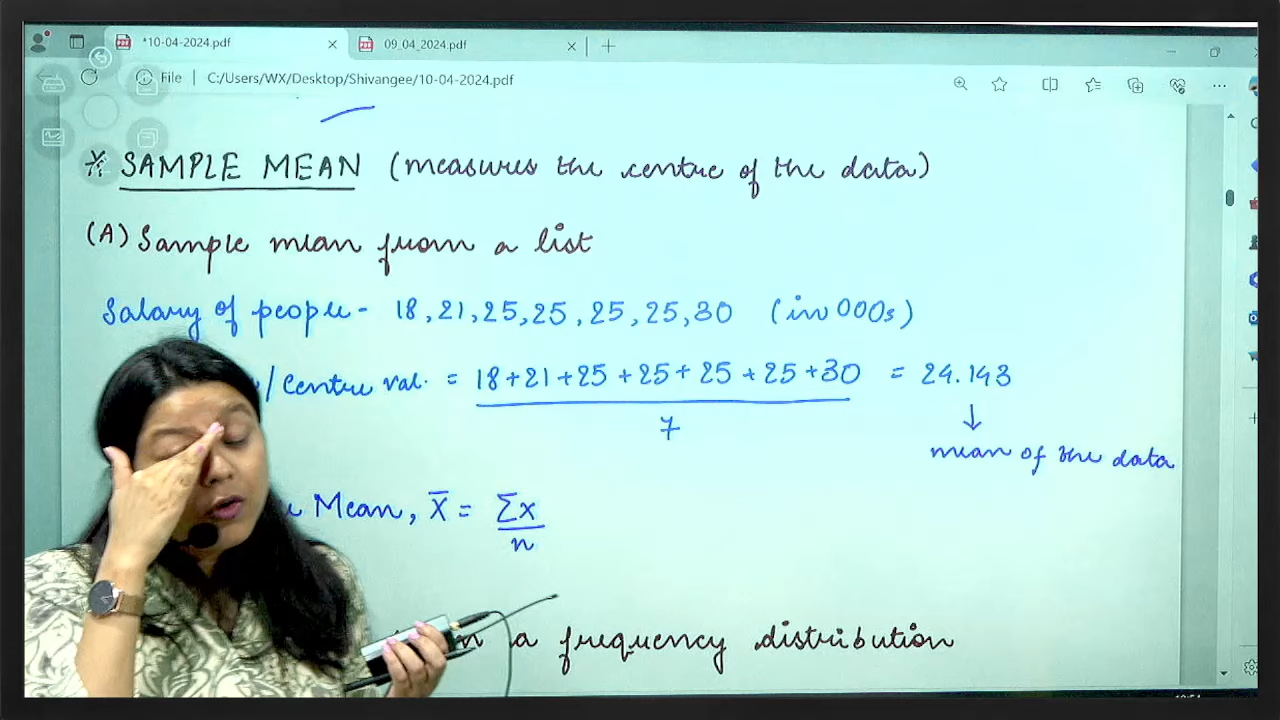 *10-04-2024.pdf
09_04_2024.pdf
File | C:/Users/WX/Desktop/Shivangee/10-04-2024.pdf
* SAMPLE MEAN (measures the centre of the data)
(A) Sample mean from a list
Salary of people - 18, 21, 25, 25, 25, 25, 30 (in 000s)
/ Centre val. = 18+21+25+25+25+25+30 / 7 = 24.143
↓
mean of the data
Mean, X̄ = Σx / n
a frequency distribution